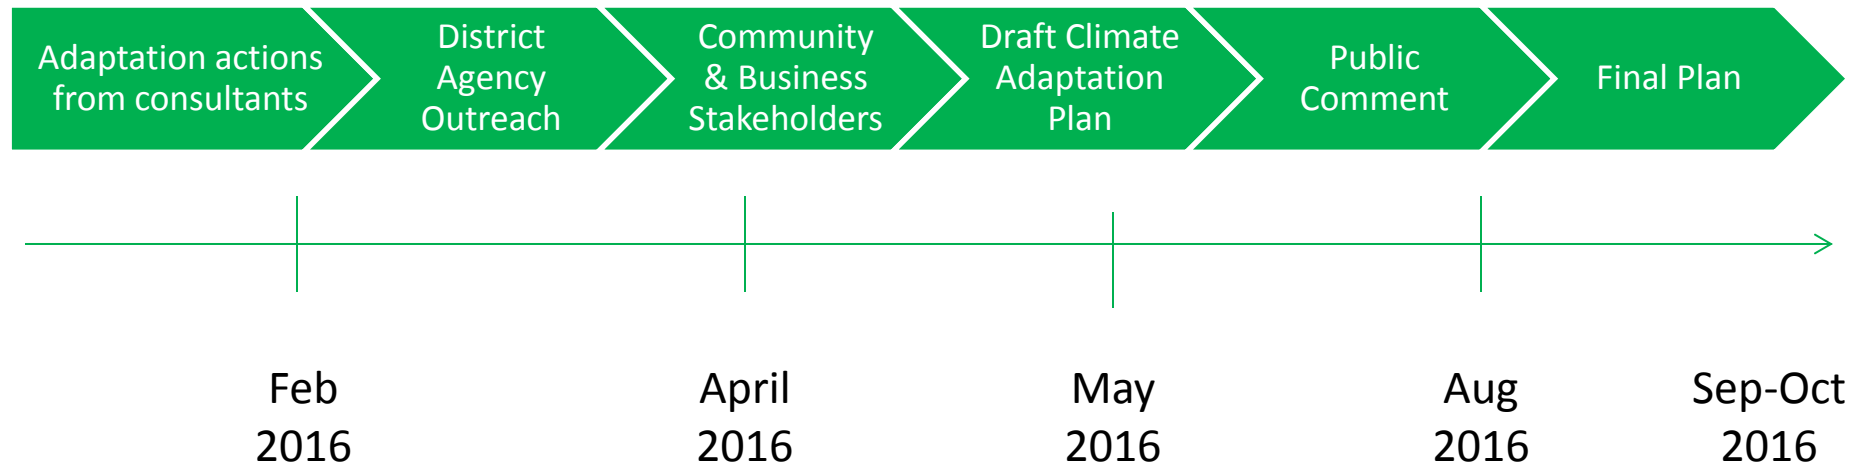 Adaptation actions
from consultants
District
Agency
Outreach
Community
& Business
Stakeholders
Draft Climate
Adaptation
Plan
Public
Comment
Final Plan
Feb
2016
April
2016
May
2016
Aug
2016
Sep-Oct
2016